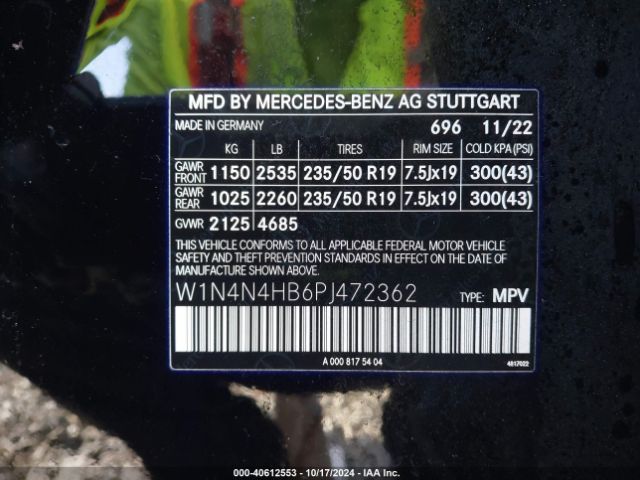 MFD BY MERCEDES-BENZ AG STUTTGART
MADE IN GERMANY 696 11/22
KG LB TIRES RIM SIZE COLD KPA (PSI)
GAWR FRONT 1150 2535 235/50 R19 7.5Jx19 300(43)
GAWR REAR 1025 2260 235/50 R19 7.5Jx19 300(43)
GVWR 2125 4685
THIS VEHICLE CONFORMS TO ALL APPLICABLE FEDERAL MOTOR VEHICLE
SAFETY AND THEFT PREVENTION STANDARDS IN EFFECT ON THE DATE
OF MANUFACTURE SHOWN ABOVE.
W1N4N4HB6PJ472362 TYPE: MPV
A 000 817 54 04 4817022
000-40612553 - 10/17/2024 - IAA Inc.